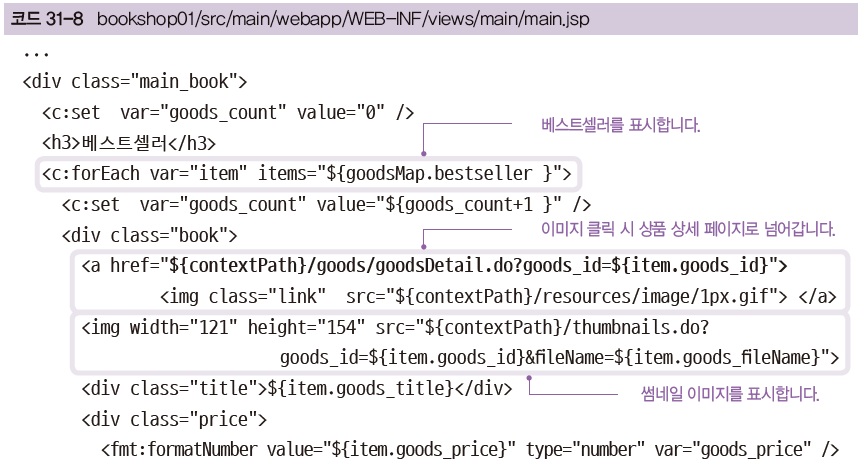 코드 31-8 bookshop01/src/main/webapp/WEB-INF/views/main/main.jsp
...
<div class="main_book">
<c:set  var="goods_count" value="0" />
베스트셀러를 표시합니다.
<h3>베스트셀러</h3>
<c:forEach var="item" items="${goodsMap.bestseller }">
<c:set  var="goods_count" value="${goods_count+1 }" />
이미지 클릭 시 상품 상세 페이지로 넘어갑니다.
<div class="book">
<a href="${contextPath}/goods/goodsDetail.do?goods_id=${item.goods_id}">
<img class="link"  src="${contextPath}/resources/image/1px.gif"> </a>
<img width="121" height="154" src="${contextPath}/thumbnails.do?
goods_id=${item.goods_id}&fileName=${item.goods_fileName}">
<div class="title">${item.goods_title}</div>
썸네일 이미지를 표시합니다.
<div class="price">
<fmt:formatNumber value="${item.goods_price}" type="number" var="goods_price" />